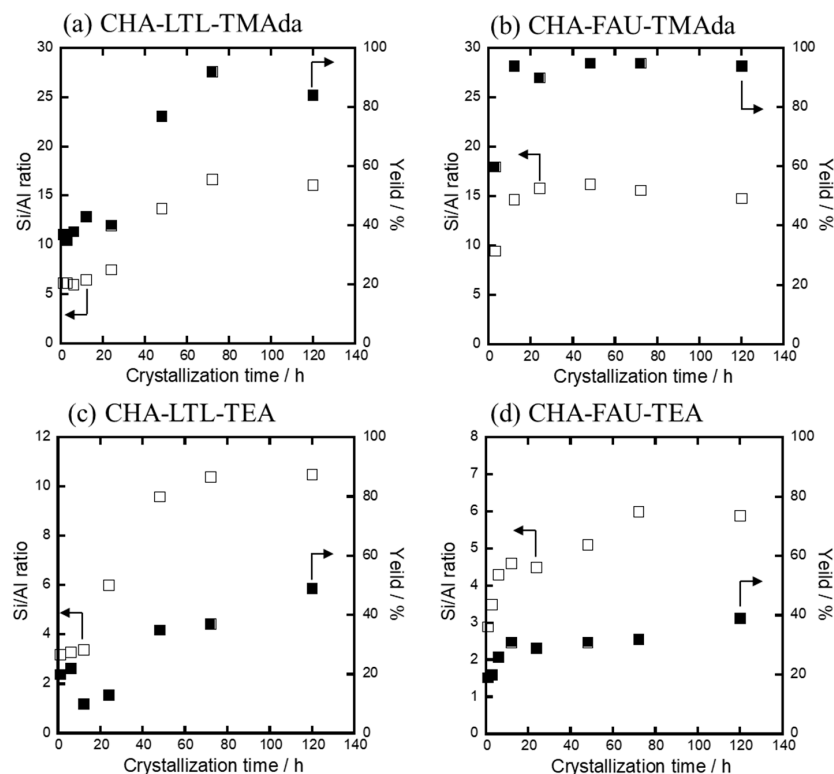 (a) CHA-LTL-TMAda
30
25
20
15
10
5
0
Si/Al ratio
100
80
60
40
20
0
Yeild / %
0 20 40 60 80 100 120 140
Crystallization time / h
(b) CHA-FAU-TMAda
30
25
20
15
10
5
0
Si/Al ratio
100
80
60
40
20
0
Yeild / %
0 20 40 60 80 100 120 140
Crystallization time / h
(c) CHA-LTL-TEA
12
10
8
6
4
2
0
Si/Al ratio
100
80
60
40
20
0
Yeild / %
0 20 40 60 80 100 120 140
Crystallization time / h
(d) CHA-FAU-TEA
8
7
6
5
4
3
2
1
0
Si/Al ratio
100
80
60
40
20
0
Yeild / %
0 20 40 60 80 100 120 140
Crystallization time / h